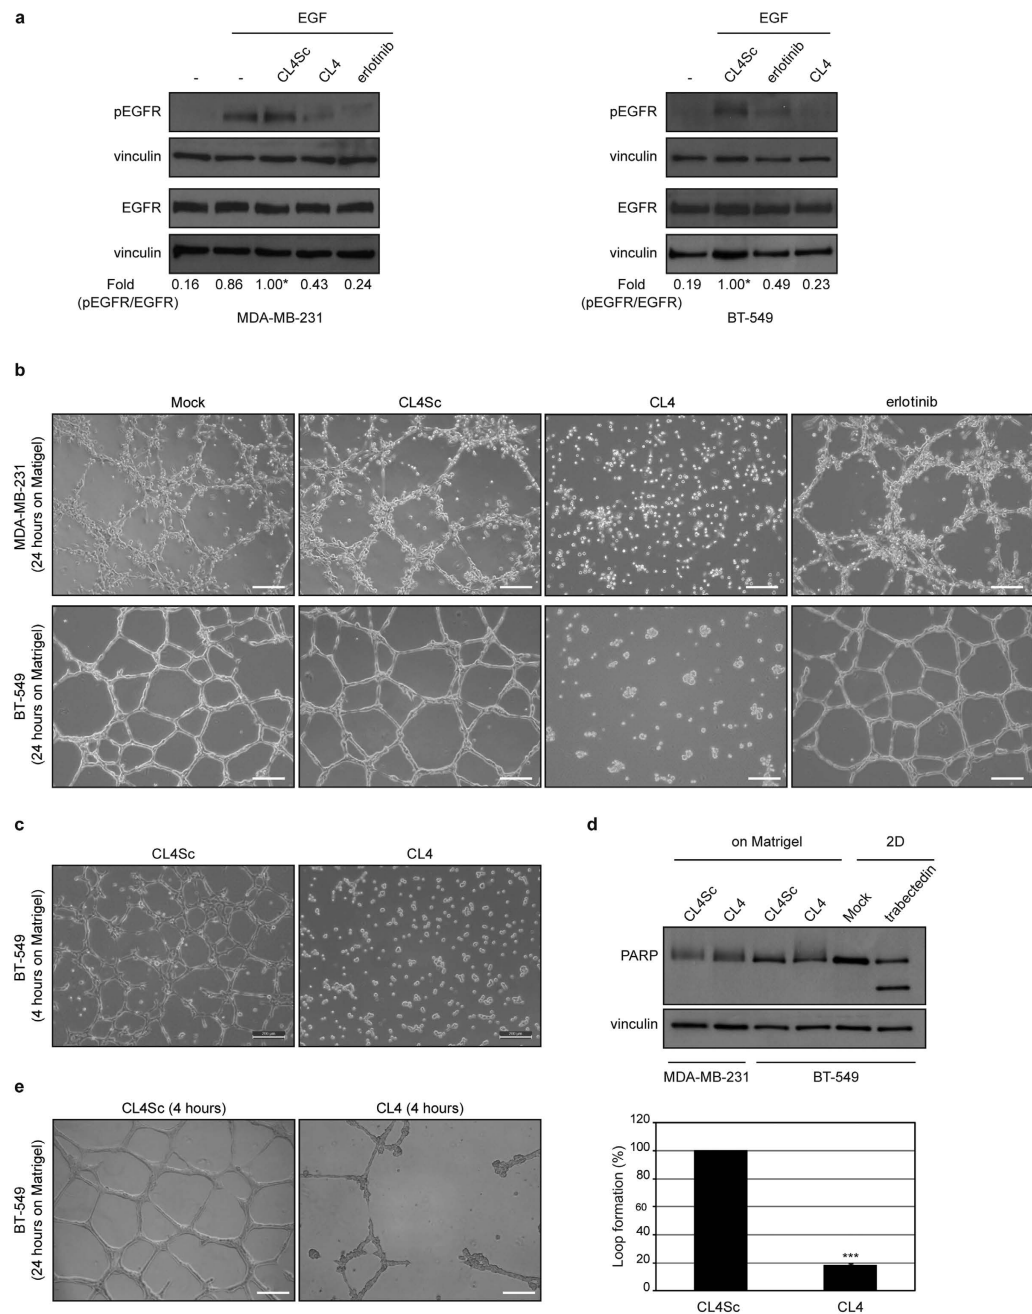 a
EGF
- - CL4Sc CL4 erlotinib
pEGFR
vinculin
EGFR
vinculin
Fold 0.16 0.86 1.00* 0.43 0.24
(pEGFR/EGFR)
MDA-MB-231
EGF
- CL4Sc erlotinib CL4
pEGFR
vinculin
EGFR
vinculin
Fold 0.19 1.00* 0.49 0.23
(pEGFR/EGFR)
BT-549
b
Mock CL4Sc CL4 erlotinib
MDA-MB-231
(24 hours on Matigel)
BT-549
(24 hours on Matrigel)
c
CL4Sc CL4
BT-549
(4 hours on Matrigel)
d
on Matrigel 2D
CL4Sc CL4 CL4Sc CL4 Mock trabectedin
PARP
vinculin
MDA-MB-231 BT-549
e
CL4Sc (4 hours) CL4 (4 hours)
BT-549
(24 hours on Matrigel)
Loop formation (%)
120
100
80
60
40
20
0
***
CL4Sc CL4